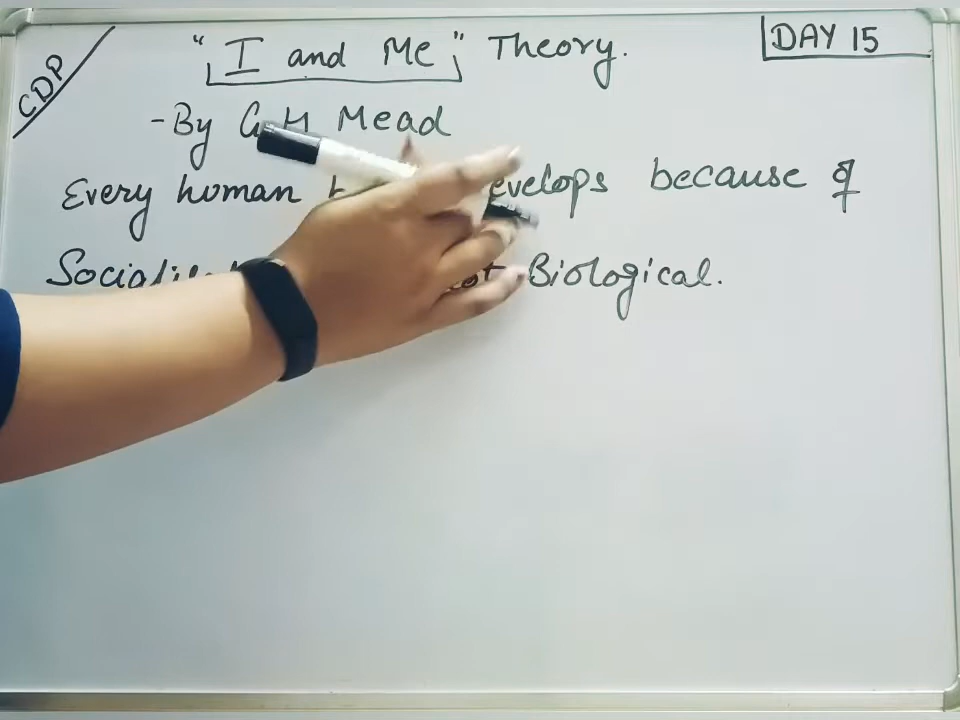 CDP
"I and Me" Theory.
DAY 15
-By G H Mead
Every human evelops because of
Biological.